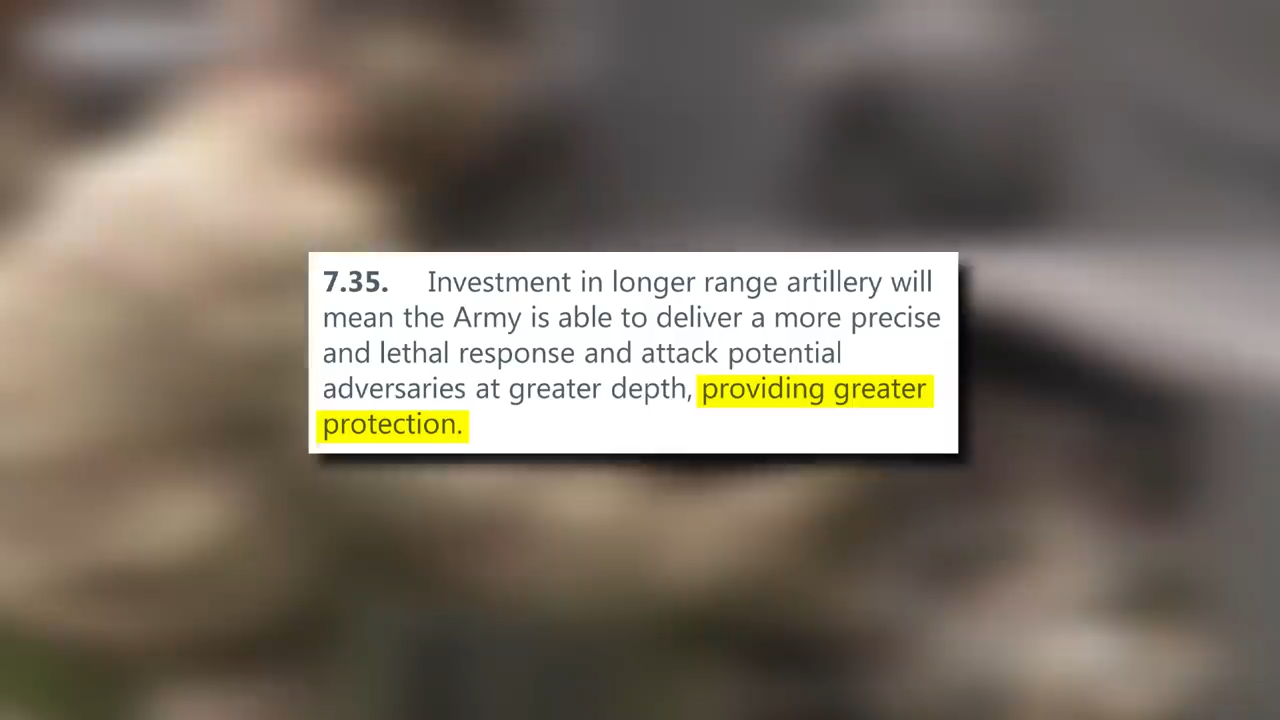 7.35. Investment in longer range artillery will
mean the Army is able to deliver a more precise
and lethal response and attack potential
adversaries at greater depth, providing greater
protection.